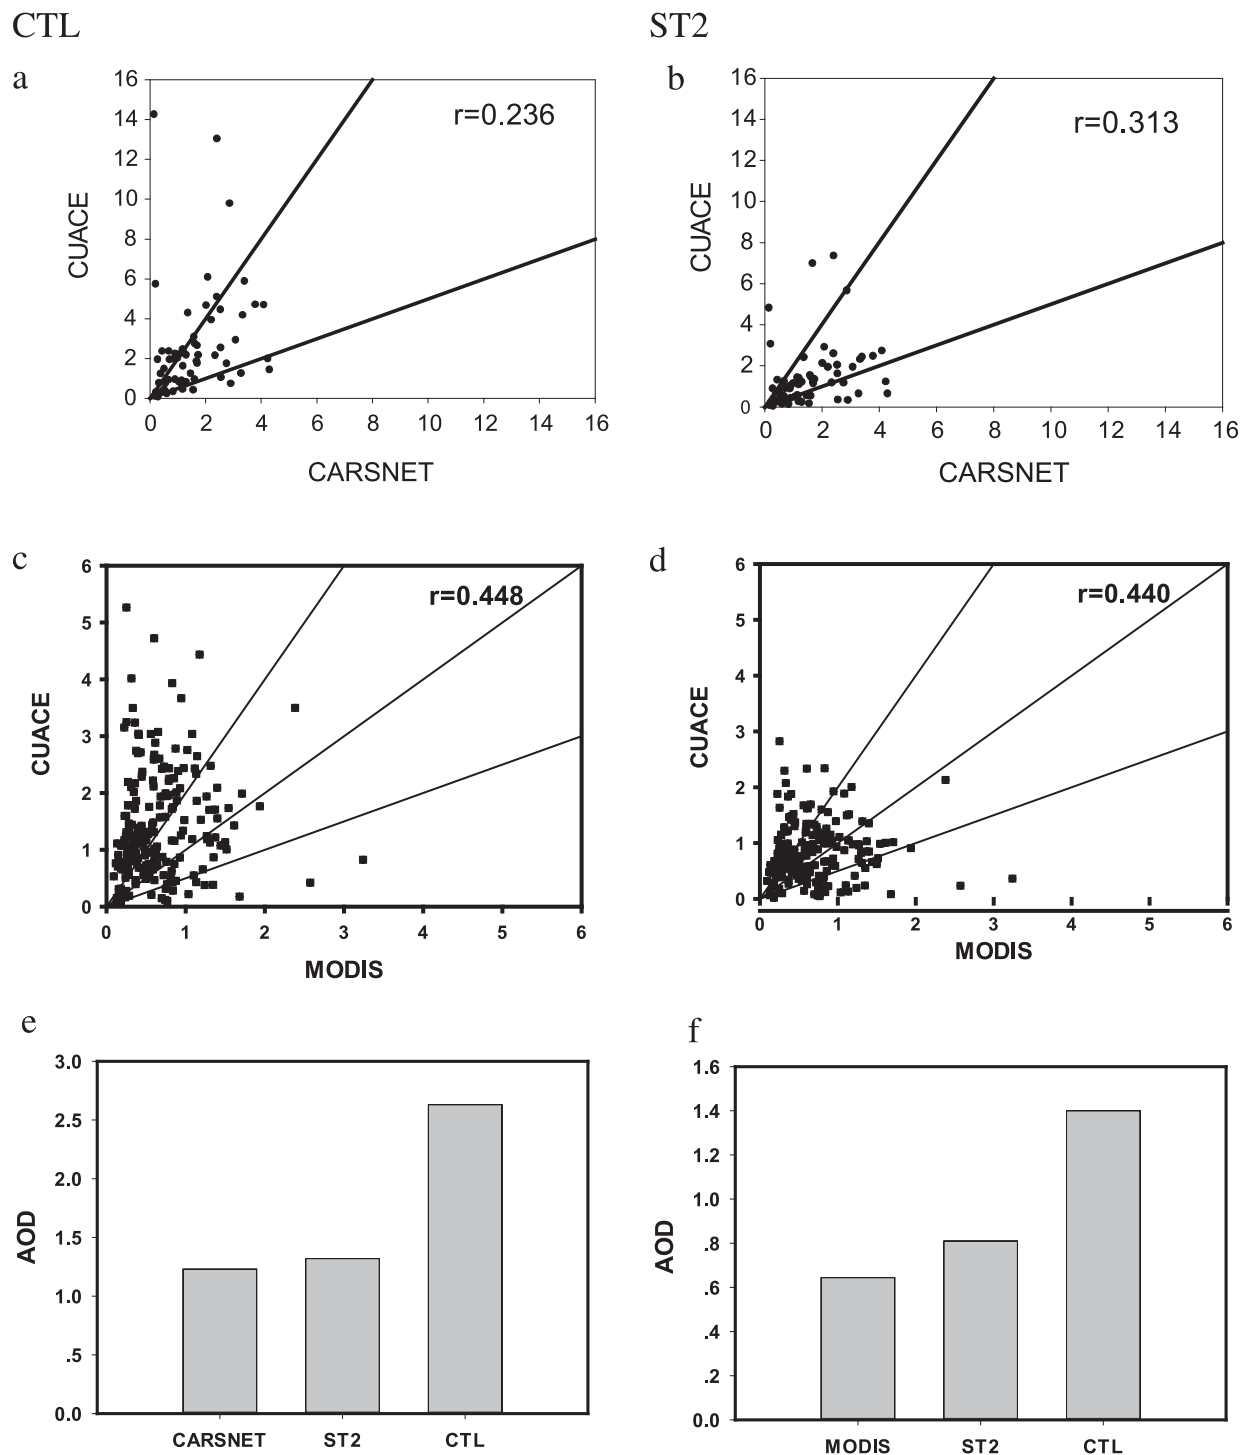 CTL ST2
a b
16 16
14 r=0.236 14 r=0.313
12 12
10 10
CUACE CUACE
8 8
6 6
4 4
2 2
0 0
0 2 4 6 8 10 12 14 16 0 2 4 6 8 10 12 14 16
CARSNET CARSNET
c d
6 6
r=0.448 r=0.440
5 5
4 4
CUACE CUACE
3 3
2 2
1 1
0 0
0 1 2 3 4 5 6 0 1 2 3 4 5 6
MODIS MODIS
e f
3.0 1.6
2.5 1.4
2.0 1.2
1.5 1.0
1.0 .8
.5 .6
0.0 .4
.2
0.0
AOD AOD
CARSNET ST2 CTL MODIS ST2 CTL